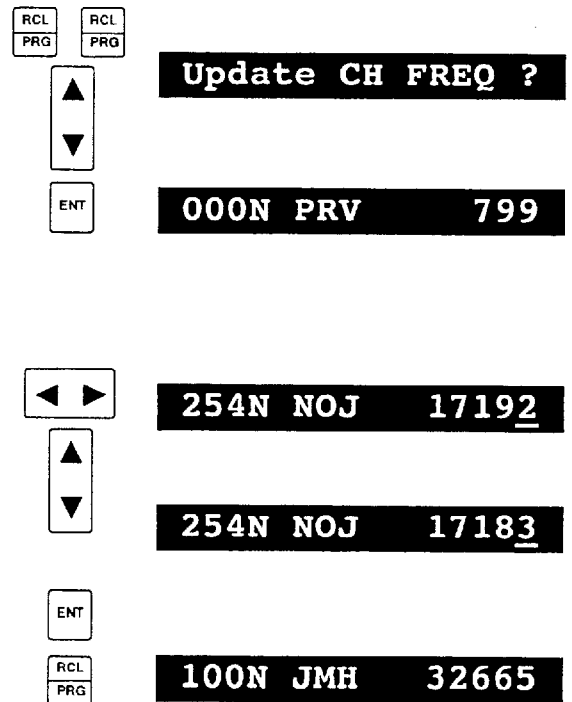 RCL RCL
PRG PRG
Update CH FREQ ?
ENT
000N PRV 799
254N NOJ 17192
254N NOJ 17183
ENT
RCL
PRG
100N JMH 32665